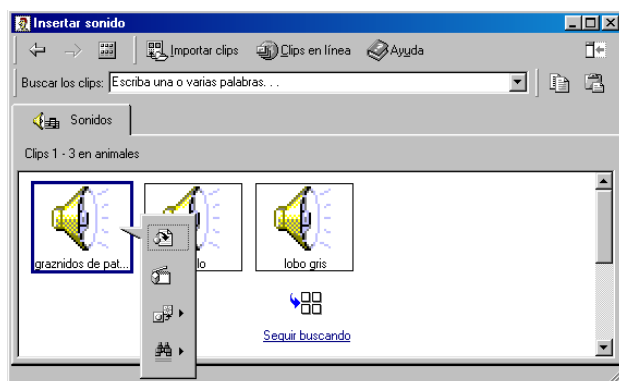 Insertar sonido
Importar clips Clips en línea Ayuda
Buscar los clips: Escriba una o varias palabras. . .
Sonidos
Clips 1 - 3 en animales
graznidos de pat... lo lobo gris
Seguir buscando